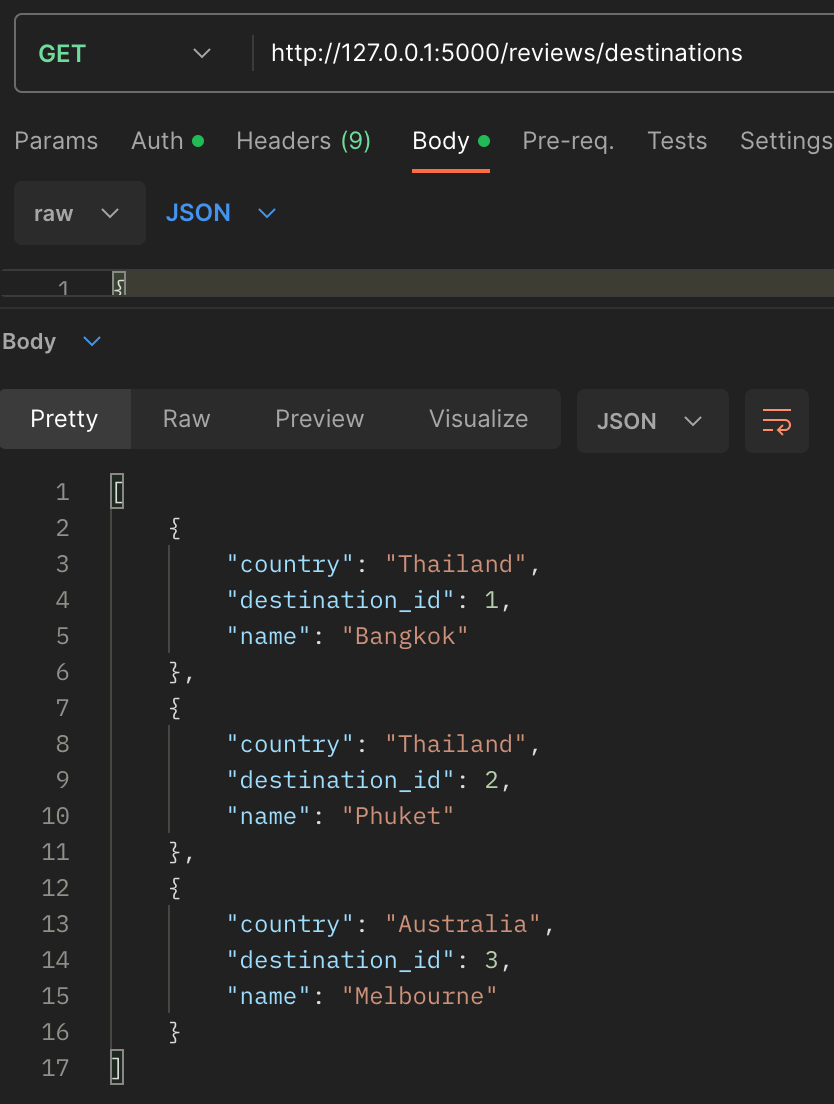 GET http://127.0.0.1:5000/reviews/destinations
Params Auth Headers (9) Body Pre-req. Tests Settings
raw JSON
1 {
Body
Pretty Raw Preview Visualize JSON
1 [
2 {
3 "country": "Thailand",
4 "destination_id": 1,
5 "name": "Bangkok"
6 },
7 {
8 "country": "Thailand",
9 "destination_id": 2,
10 "name": "Phuket"
11 },
12 {
13 "country": "Australia",
14 "destination_id": 3,
15 "name": "Melbourne"
16 }
17 ]